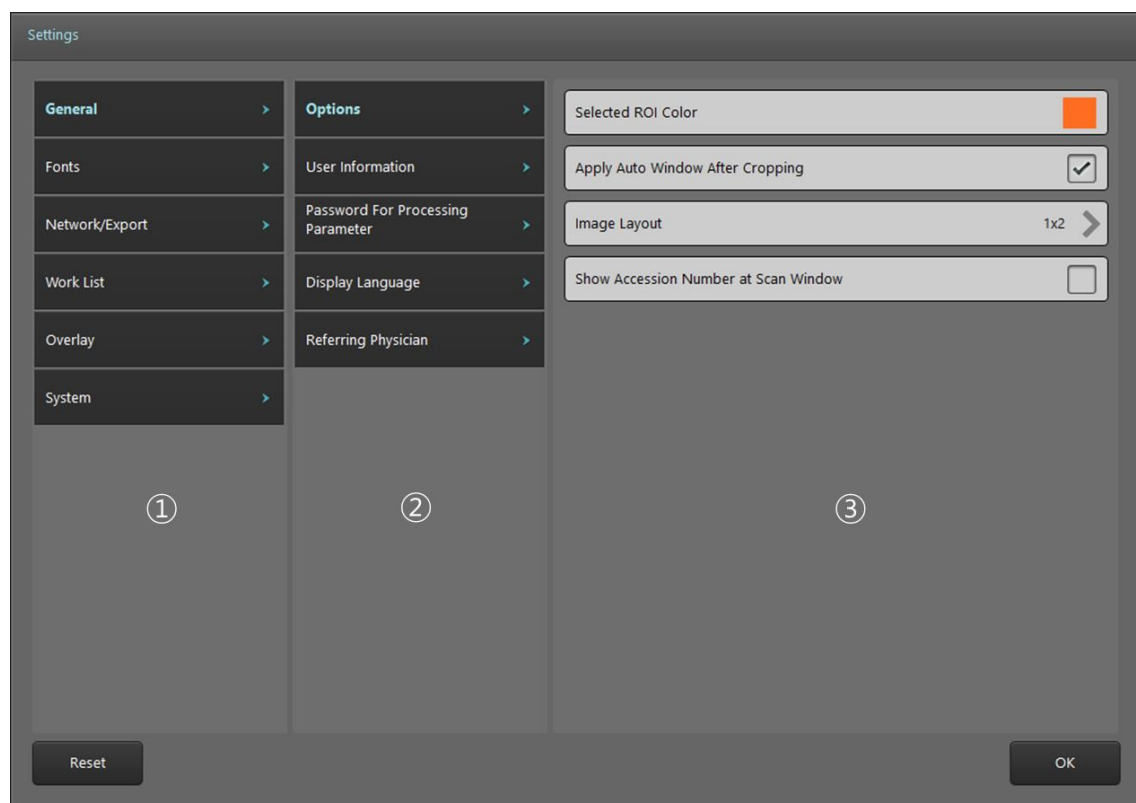 Settings
General
Fonts
Network/Export
Work List
Overlay
System
①
Options
User Information
Password For Processing
Parameter
Display Language
Referring Physician
②
Selected ROI Color
Apply Auto Window After Cropping
Image Layout 1x2
Show Accession Number at Scan Window
③
Reset
OK